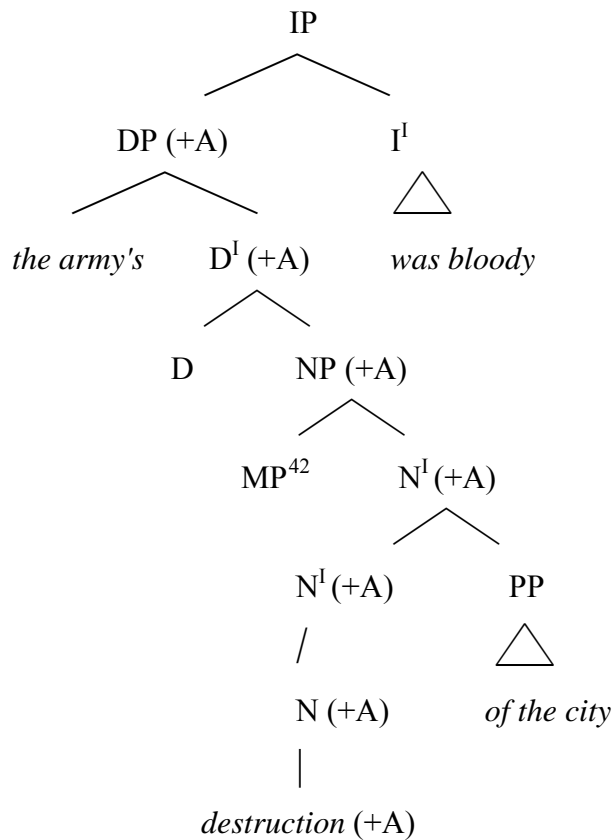 IP
DP (+A) I^I
the army's D^I (+A) was bloody
D NP (+A)
MP^42 N^I (+A)
N^I (+A) PP
N (+A) of the city
destruction (+A)